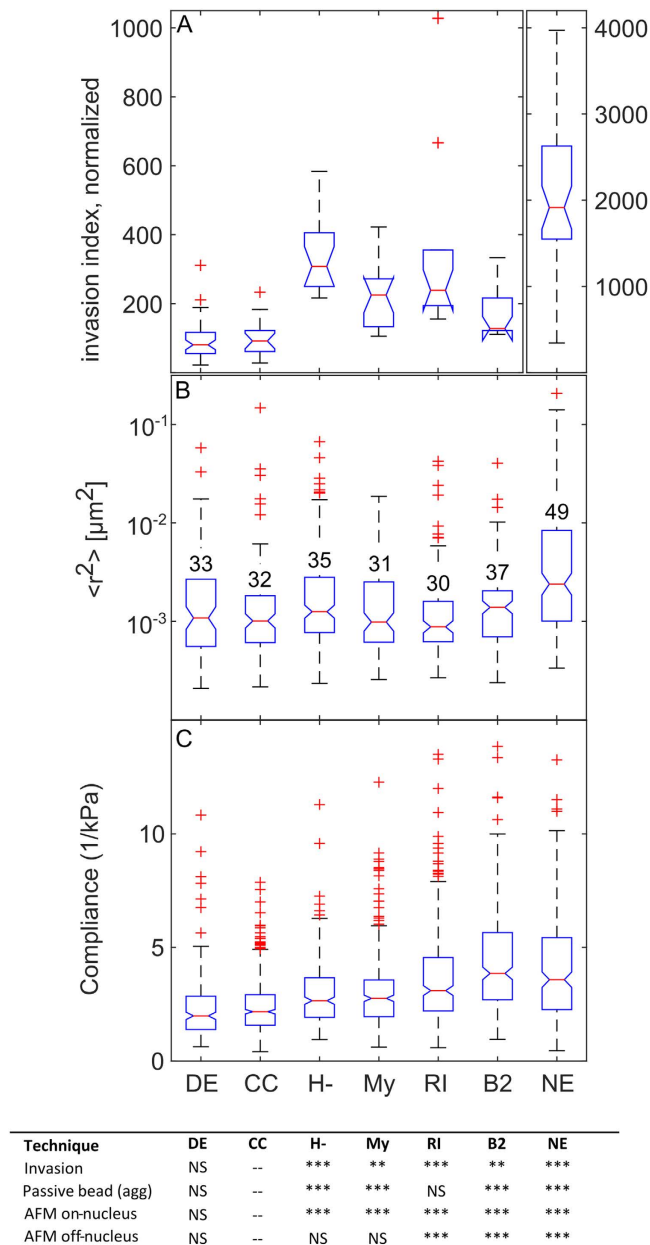 A
invasion index, normalized
1000
800
600
400
200
4000
3000
2000
1000
B
<r²> [μm²]
10⁻¹
10⁻²
10⁻³
33
32
35
31
30
37
49
C
Compliance (1/kPa)
10
5
0
DE CC H- My RI B2 NE
Technique DE CC H- My RI B2 NE
Invasion NS -- *** ** *** ** ***
Passive bead (agg) NS -- *** *** NS *** ***
AFM on-nucleus NS -- *** *** *** *** ***
AFM off-nucleus NS -- NS NS *** *** ***